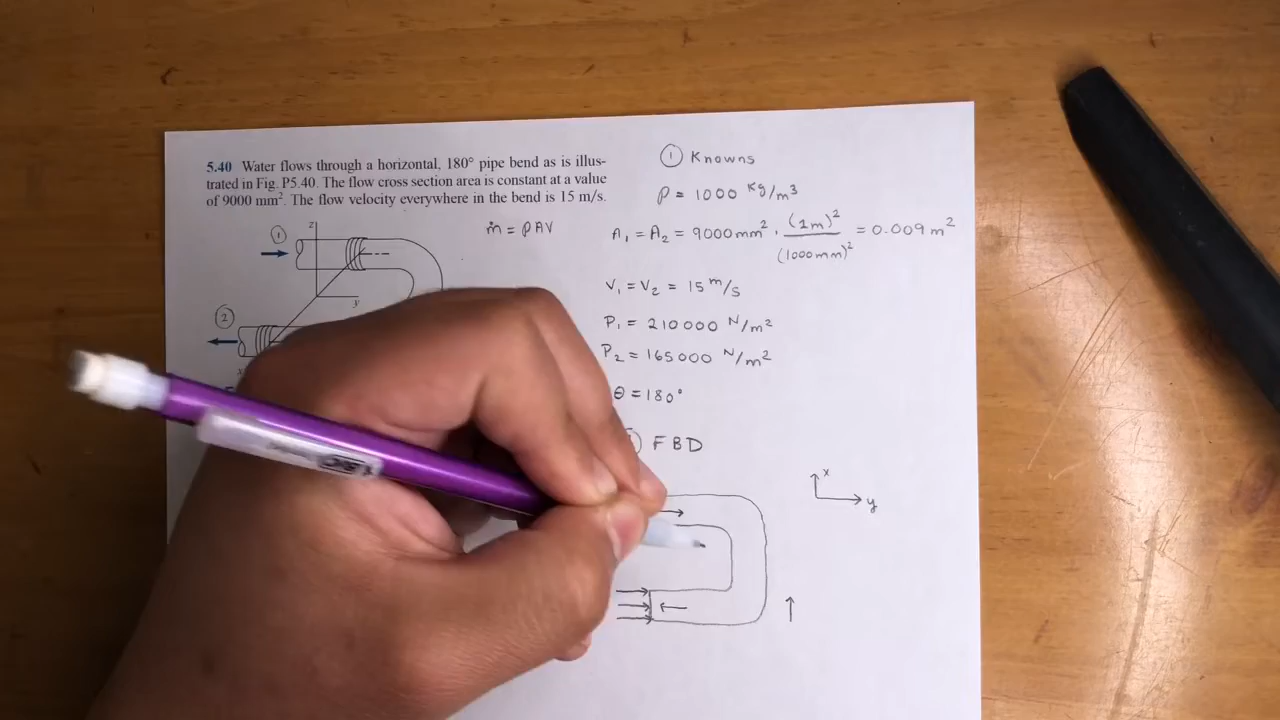 5.40 Water flows through a horizontal, 180° pipe bend as is illus-
trated in Fig. P5.40. The flow cross section area is constant at a value
of 9000 mm². The flow velocity everywhere in the bend is 15 m/s.
ṁ = ρAV
z
1
y
2
x
① Knowns
ρ = 1000 kg/m³
A₁ = A₂ = 9000 mm² · (1m)² / (1000mm)² = 0.009 m²
V₁ = V₂ = 15 m/s
P₁ = 210000 N/m²
P₂ = 165000 N/m²
θ = 180°
FBD
x
y
BIC